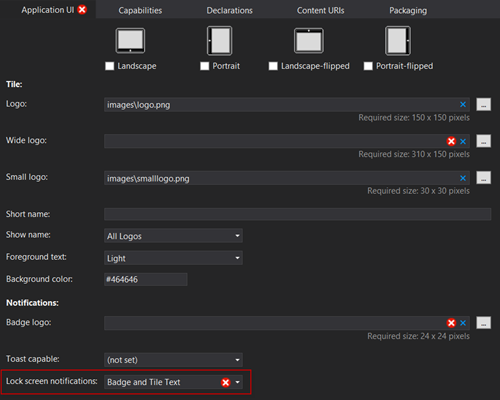 Application UI
Capabilities
Declarations
Content URIs
Packaging
Landscape
Portrait
Landscape-flipped
Portrait-flipped
Tile:
Logo:
images\logo.png
...
Required size: 150 x 150 pixels
Wide logo:
...
Required size: 310 x 150 pixels
Small logo:
images\smalllogo.png
...
Required size: 30 x 30 pixels
Short name:
Show name:
All Logos
Foreground text:
Light
Background color:
#464646
Notifications:
Badge logo:
...
Required size: 24 x 24 pixels
Toast capable:
(not set)
Lock screen notifications:
Badge and Tile Text